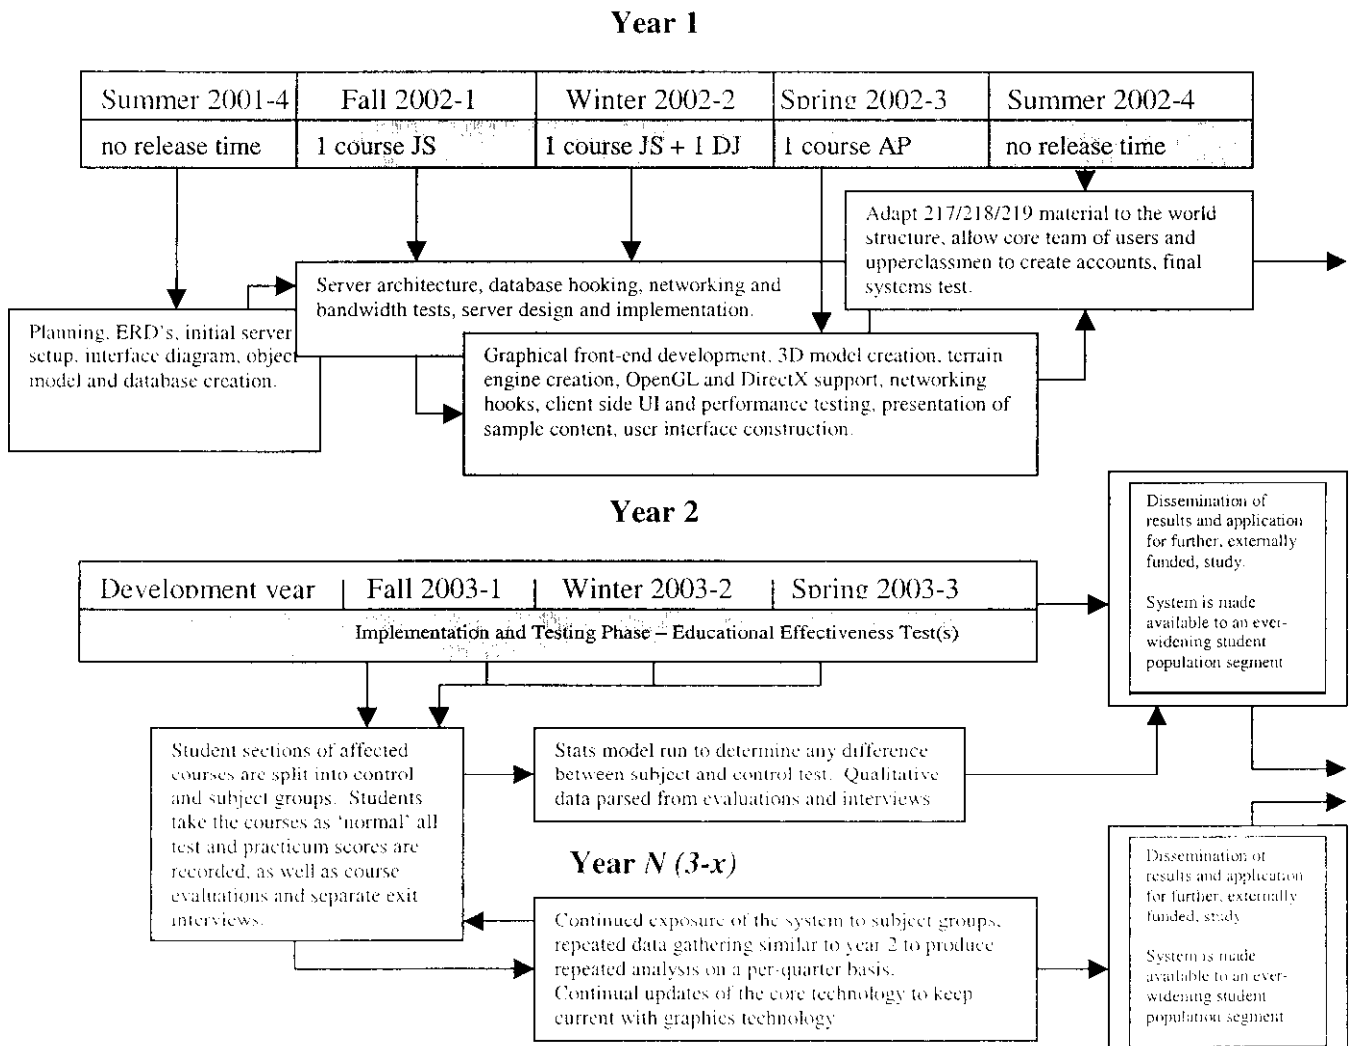 Year 1
Summer 2001-4 Fall 2002-1 Winter 2002-2 Spring 2002-3 Summer 2002-4
no release time 1 course JS 1 course JS + 1 DJ 1 course AP no release time
Adapt 217/218/219 material to the world
structure, allow core team of users and
upperclassmen to create accounts, final
systems test.
Server architecture, database hooking, networking and
bandwidth tests, server design and implementation.
Planning, ERD's, initial server
setup, interface diagram, object
model and database creation.
Graphical front-end development, 3D model creation, terrain
engine creation, OpenGL and DirectX support, networking
hooks, client side UI and performance testing, presentation of
sample content, user interface construction.
Year 2
Development year Fall 2003-1 Winter 2003-2 Spring 2003-3
Implementation and Testing Phase – Educational Effectiveness Test(s)
Dissemination of
results and application
for further, externally
funded, study.
System is made
available to an ever-
widening student
population segment
Student sections of affected
courses are split into control
and subject groups. Students
take the courses as 'normal' all
test and practicum scores are
recorded, as well as course
evaluations and separate exit
interviews.
Stats model run to determine any difference
between subject and control test. Qualitative
data parsed from evaluations and interviews
Year N (3-x)
Continued exposure of the system to subject groups,
repeated data gathering similar to year 2 to produce
repeated analysis on a per-quarter basis.
Continual updates of the core technology to keep
current with graphics technology
Dissemination of
results and application
for further, externally
funded, study
System is made
available to an ever-
widening student
population segment